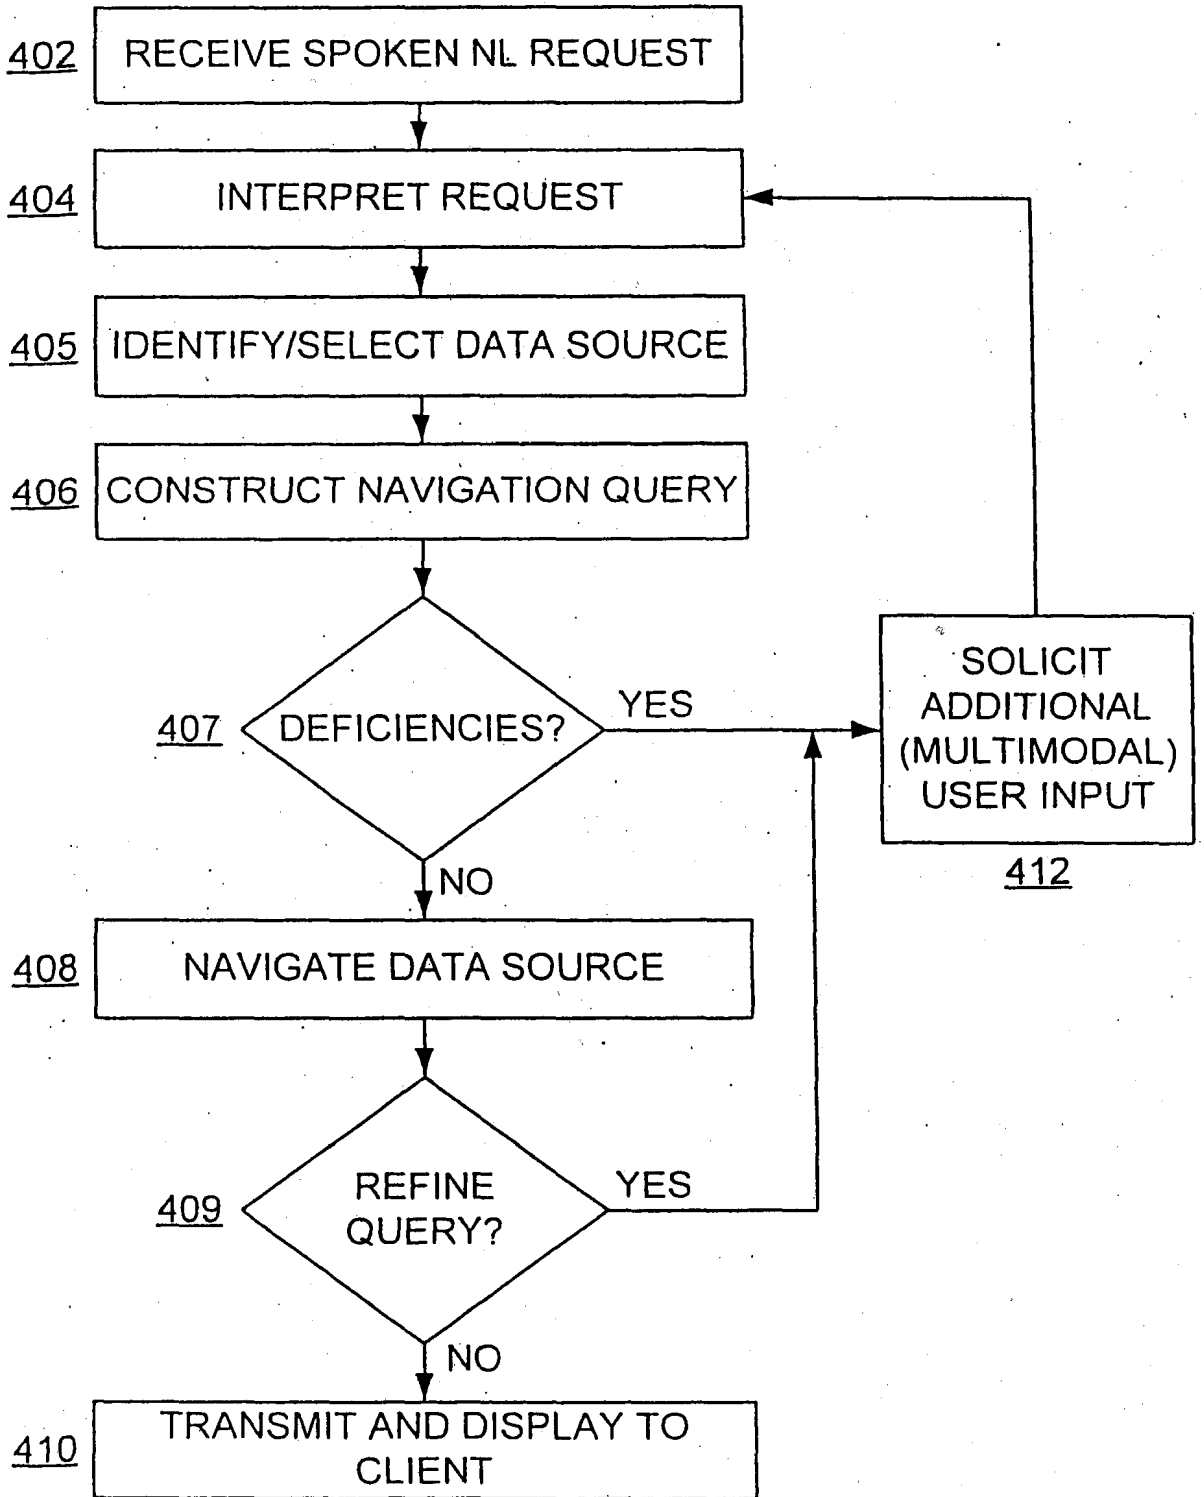 402
RECEIVE SPOKEN NL REQUEST
404
INTERPRET REQUEST
405
IDENTIFY/SELECT DATA SOURCE
406
CONSTRUCT NAVIGATION QUERY
407
DEFICIENCIES?
YES
SOLICIT
ADDITIONAL
(MULTIMODAL)
USER INPUT
412
NO
408
NAVIGATE DATA SOURCE
409
REFINE
QUERY?
YES
NO
410
TRANSMIT AND DISPLAY TO
CLIENT